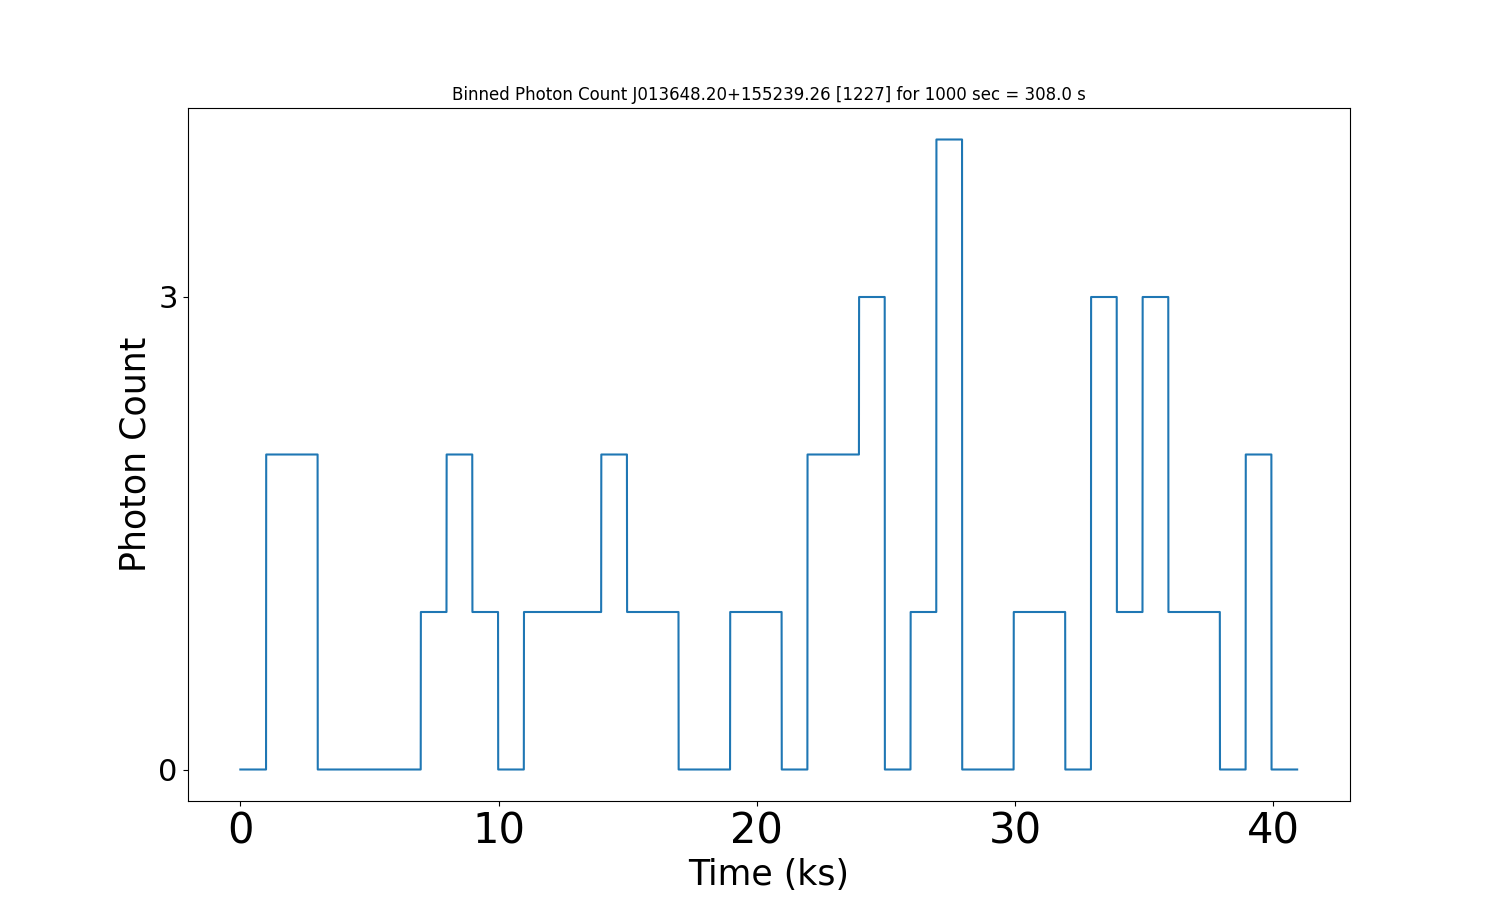 Binned Photon Count J013648.20+155239.26 [1227] for 1000 sec = 308.0 s
Photon Count
3
0
0 10 20 30 40
Time (ks)